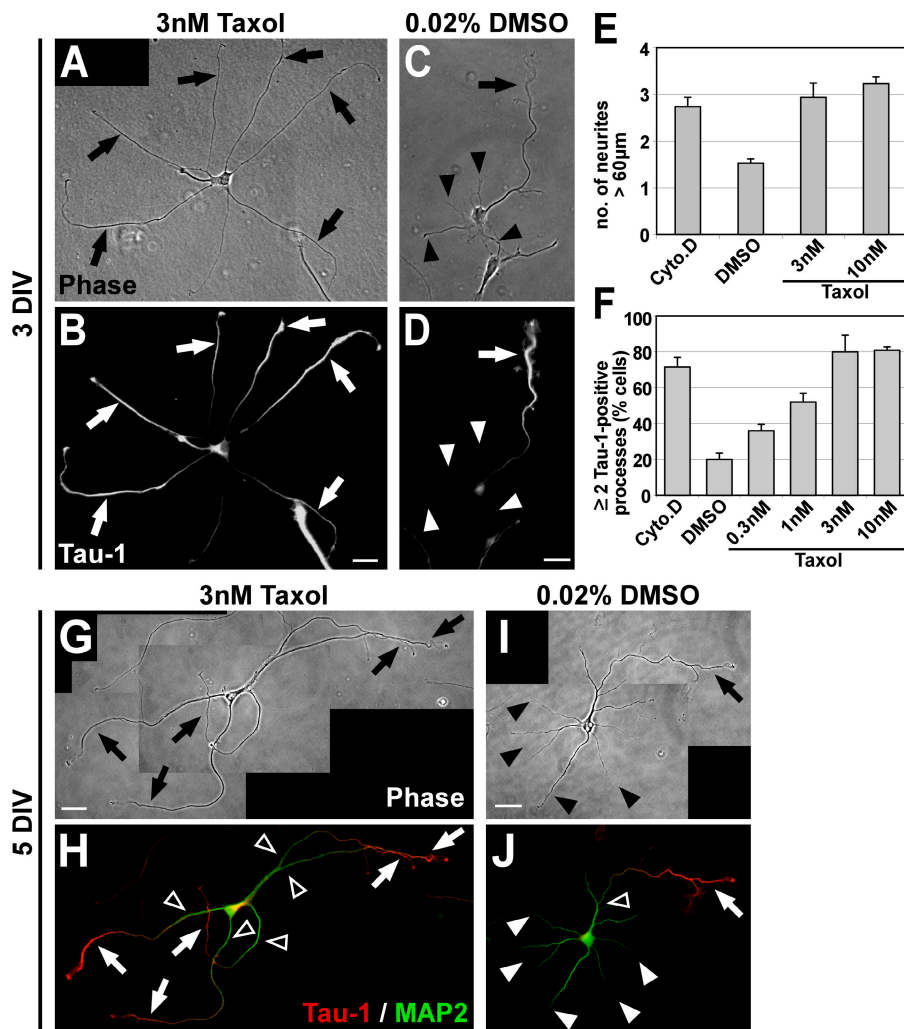 3nM Taxol
0.02% DMSO
3 DIV
A
Phase
C
B
Tau-1
D
E
no. of neurites
> 60µm
4
3
2
1
0
Cyto.D
DMSO
3nM
10nM
Taxol
F
≥ 2 Tau-1-positive
processes (% cells)
100
80
60
40
20
0
Cyto.D
DMSO
0.3nM
1nM
3nM
10nM
Taxol
3nM Taxol
0.02% DMSO
5 DIV
G
Phase
I
H
Tau-1 / MAP2
J